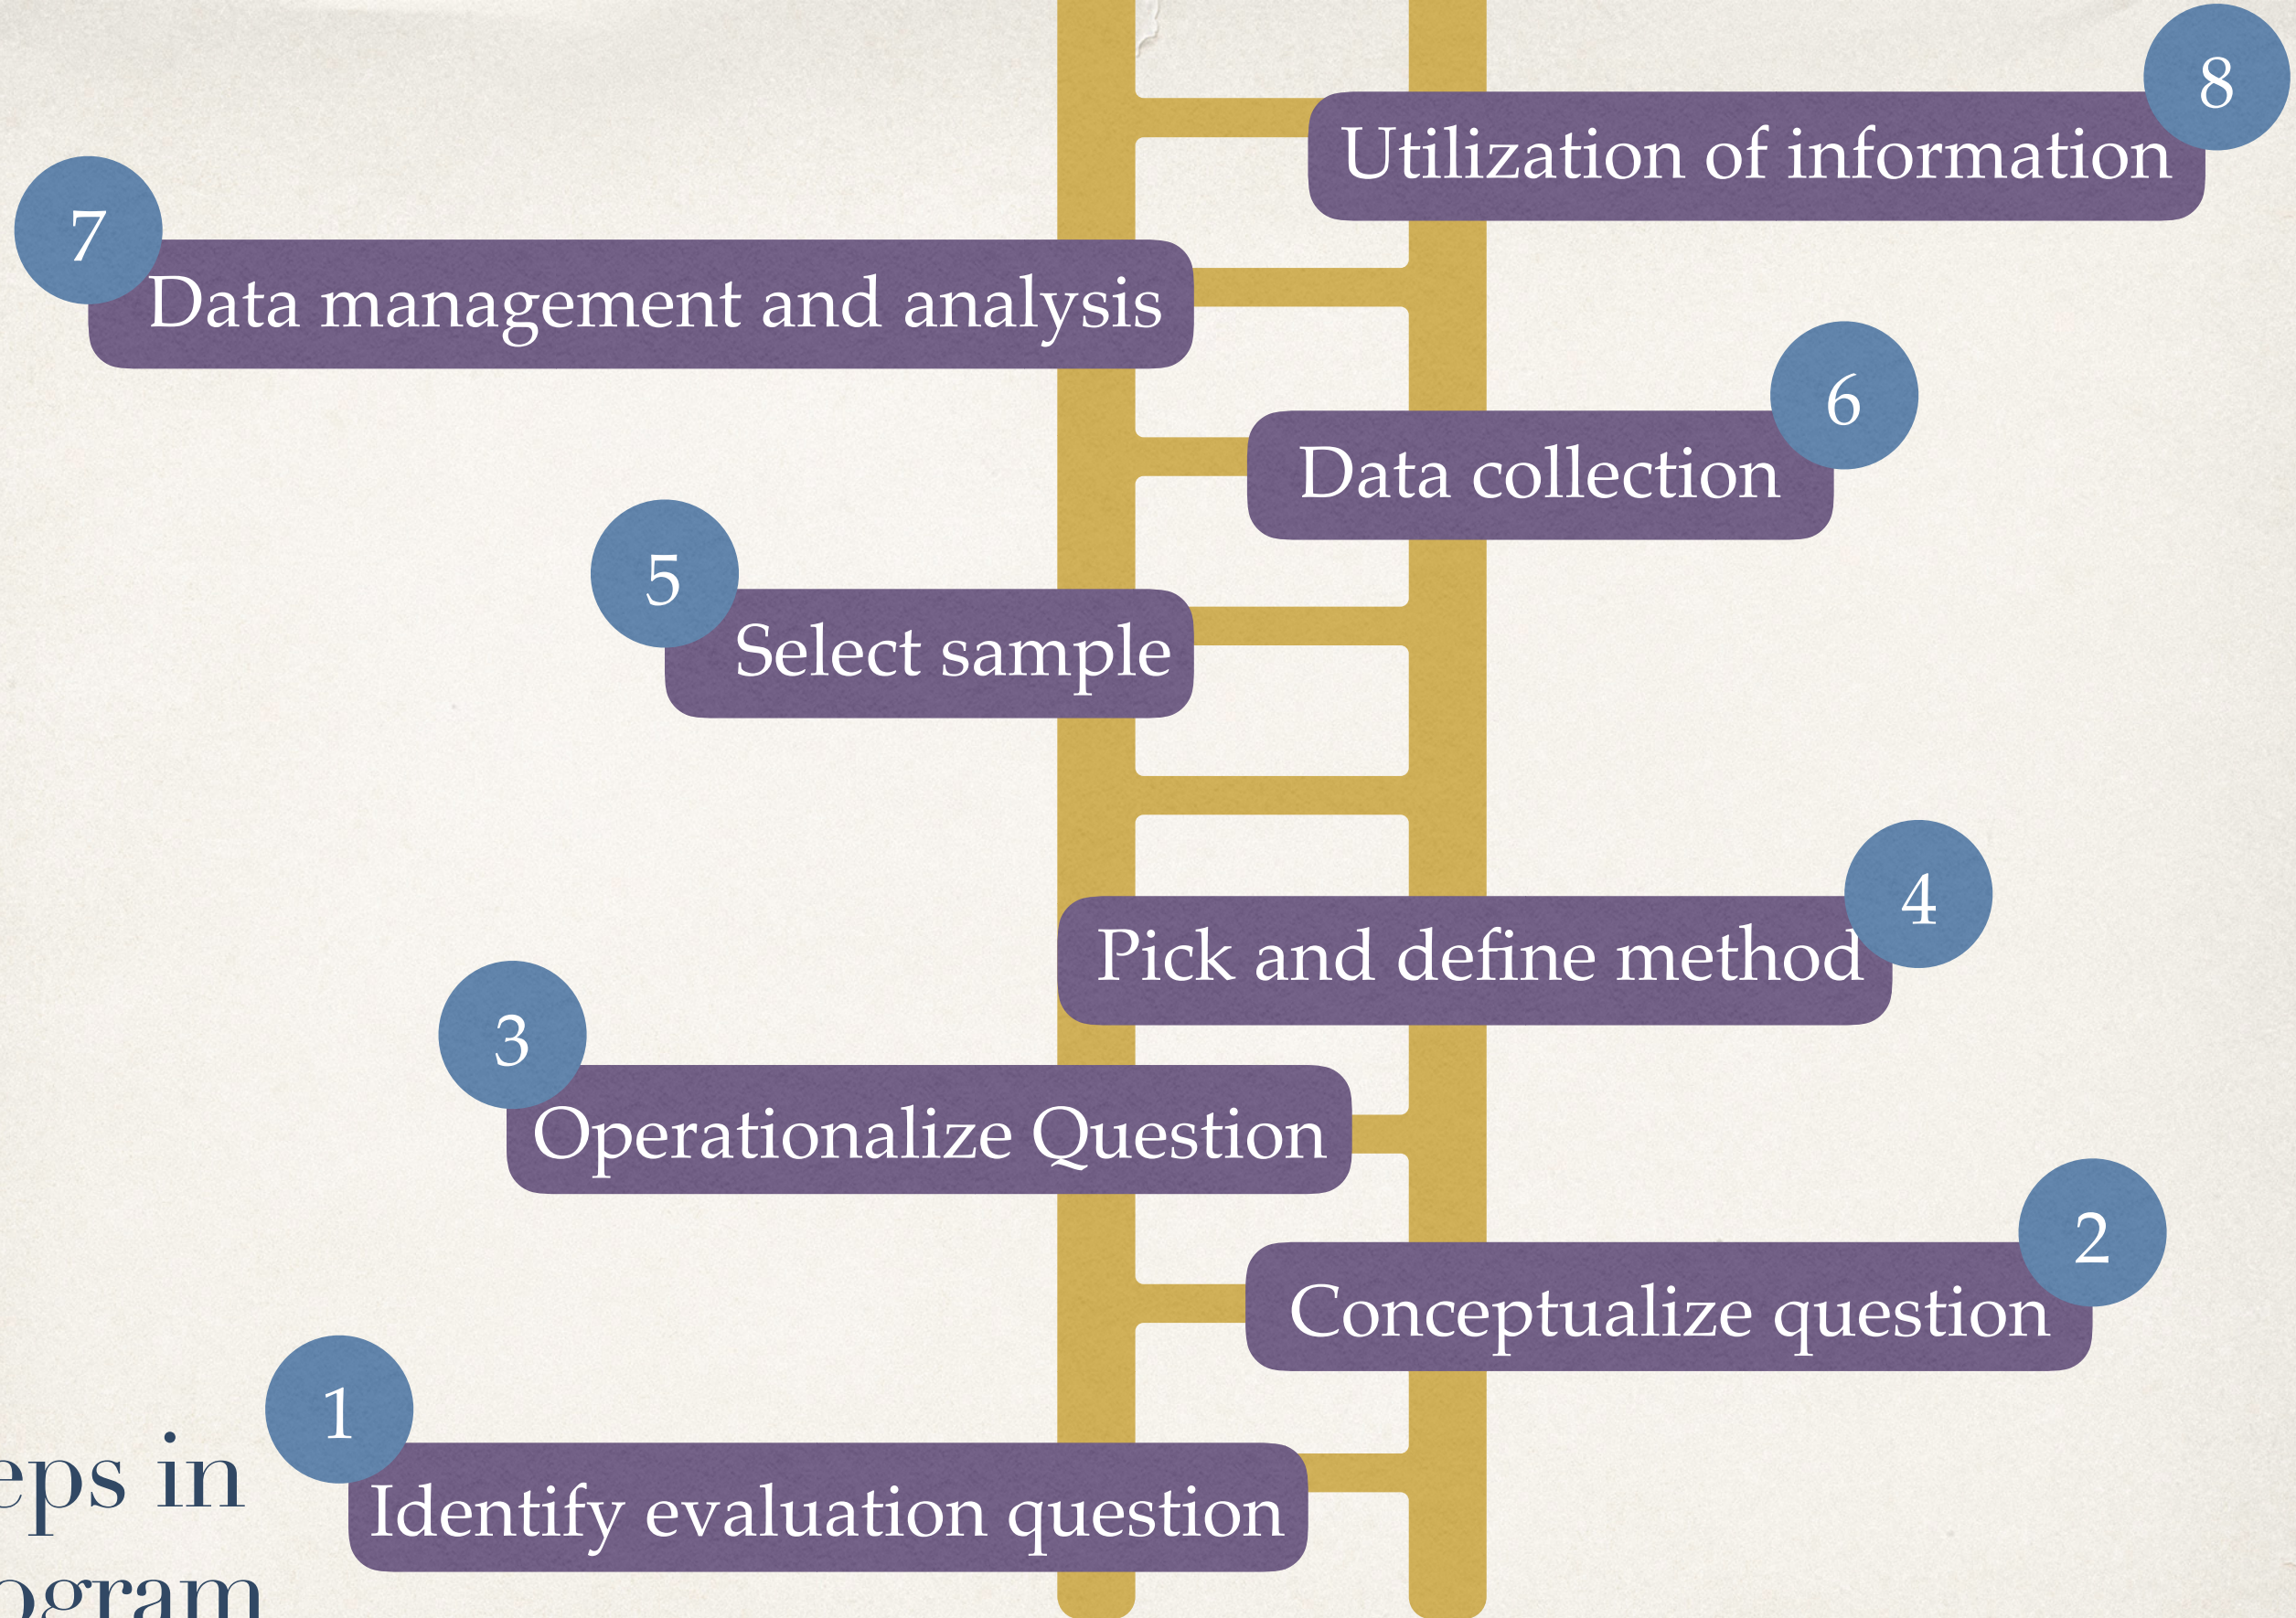 8
Utilization of information
7
Data management and analysis
6
Data collection
5
Select sample
4
Pick and define method
3
Operationalize Question
2
Conceptualize question
1
Identify evaluation question
eps in
ogram